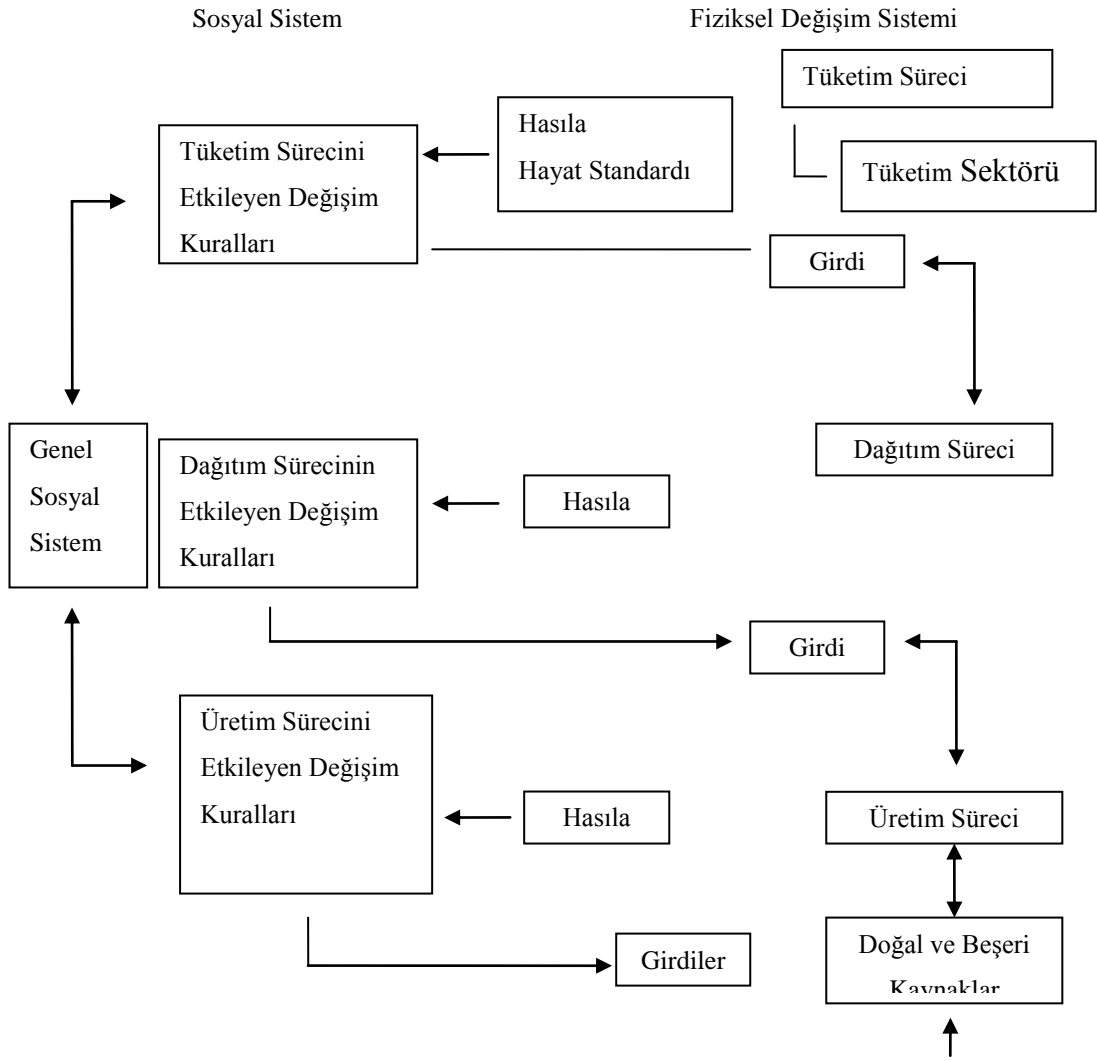 Sosyal Sistem
Fiziksel Değişim Sistemi
Tüketim Süreci
Hasıla
Hayat Standardı
Tüketim Sürecini
Etkileyen Değişim
Kuralları
Tüketim Sektörü
Girdi
Genel
Sosyal
Sistem
Dağıtım Sürecinin
Etkileyen Değişim
Kuralları
Hasıla
Dağıtım Süreci
Girdi
Üretim Sürecini
Etkileyen Değişim
Kuralları
Hasıla
Üretim Süreci
Girdiler
Doğal ve Beşeri
Kaynaklar